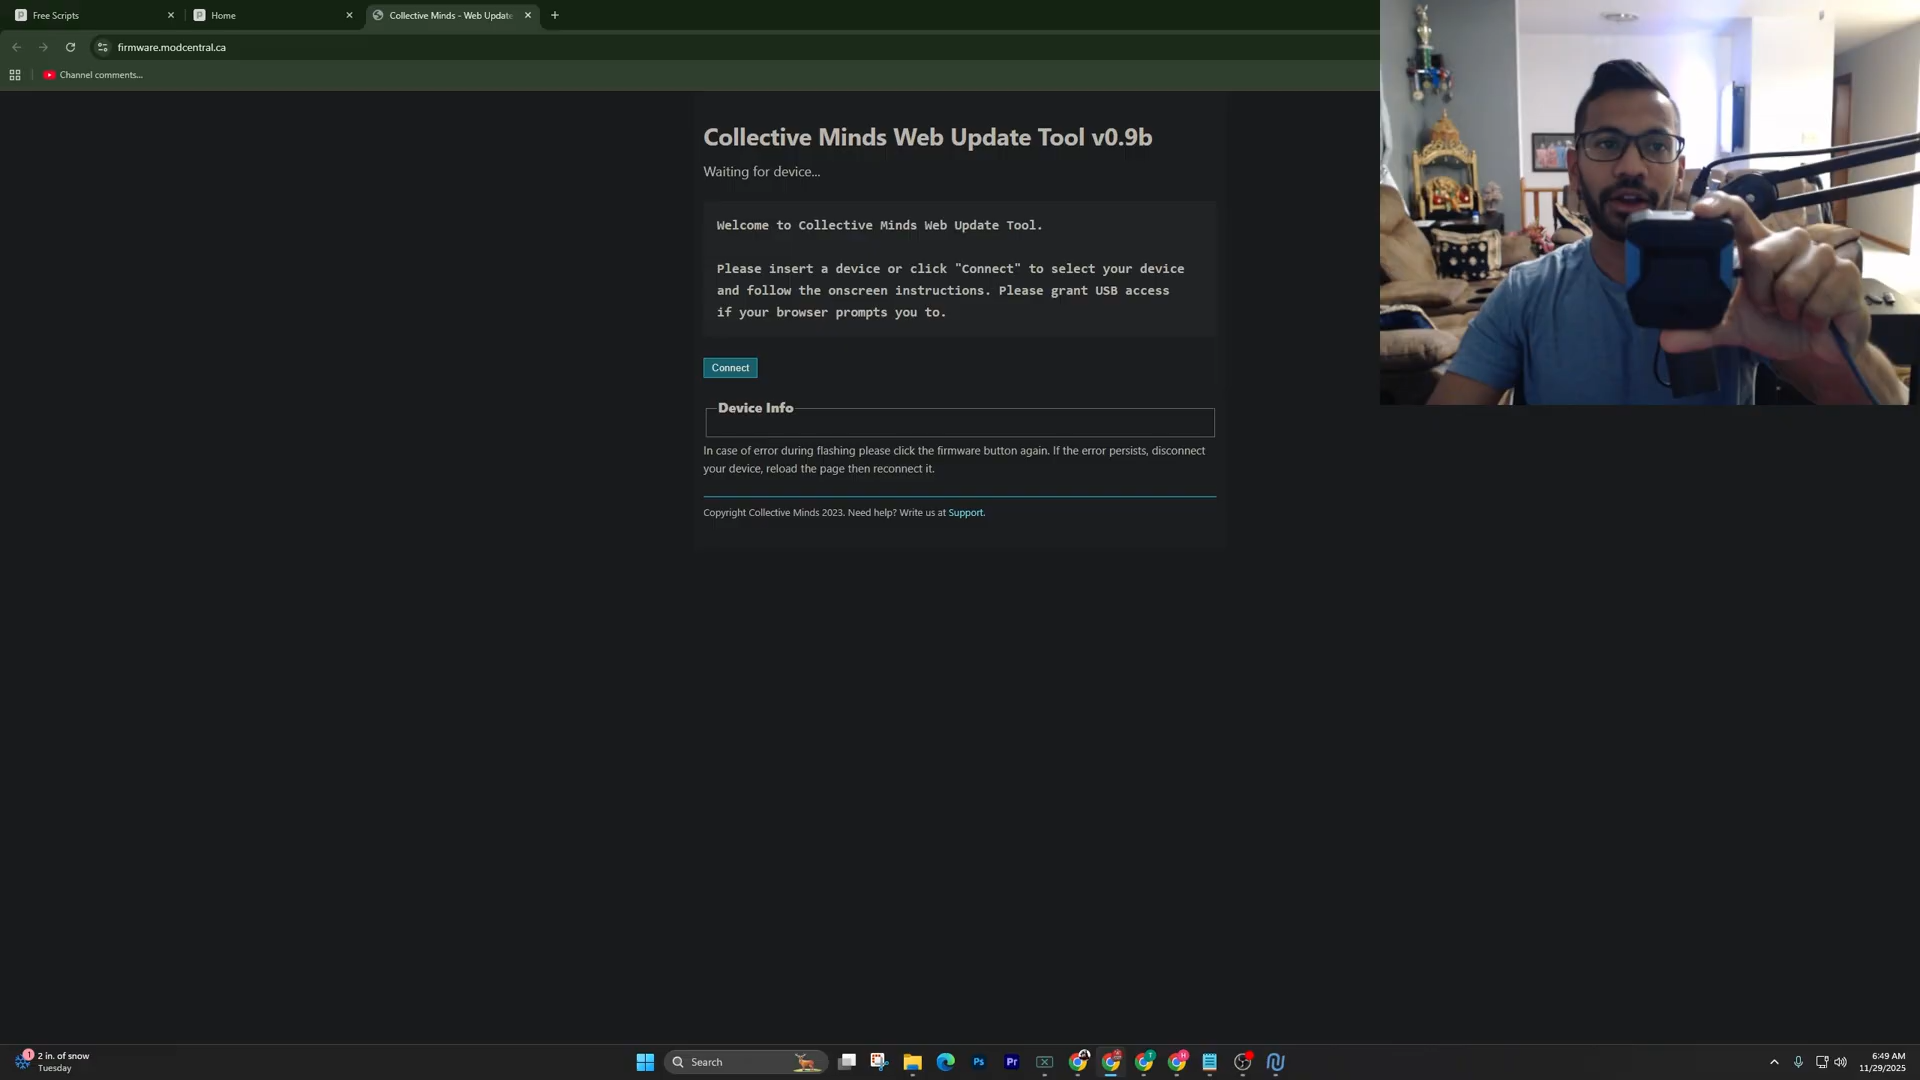 Free Scripts
Home
Collective Minds - Web Update
firmware.modcentral.ca
Channel comments...
Collective Minds Web Update Tool v0.9b
Waiting for device...
Welcome to Collective Minds Web Update Tool.
Please insert a device or click "Connect" to select your device
and follow the onscreen instructions. Please grant USB access
if your browser prompts you to.
Connect
Device Info
In case of error during flashing please click the firmware button again. If the error persists, disconnect
your device, reload the page then reconnect it.
Copyright Collective Minds 2023. Need help? Write us at Support.
1
2 in. of snow
Tuesday
Search
Ps
Pr
T
H
6:49 AM
11/29/2025